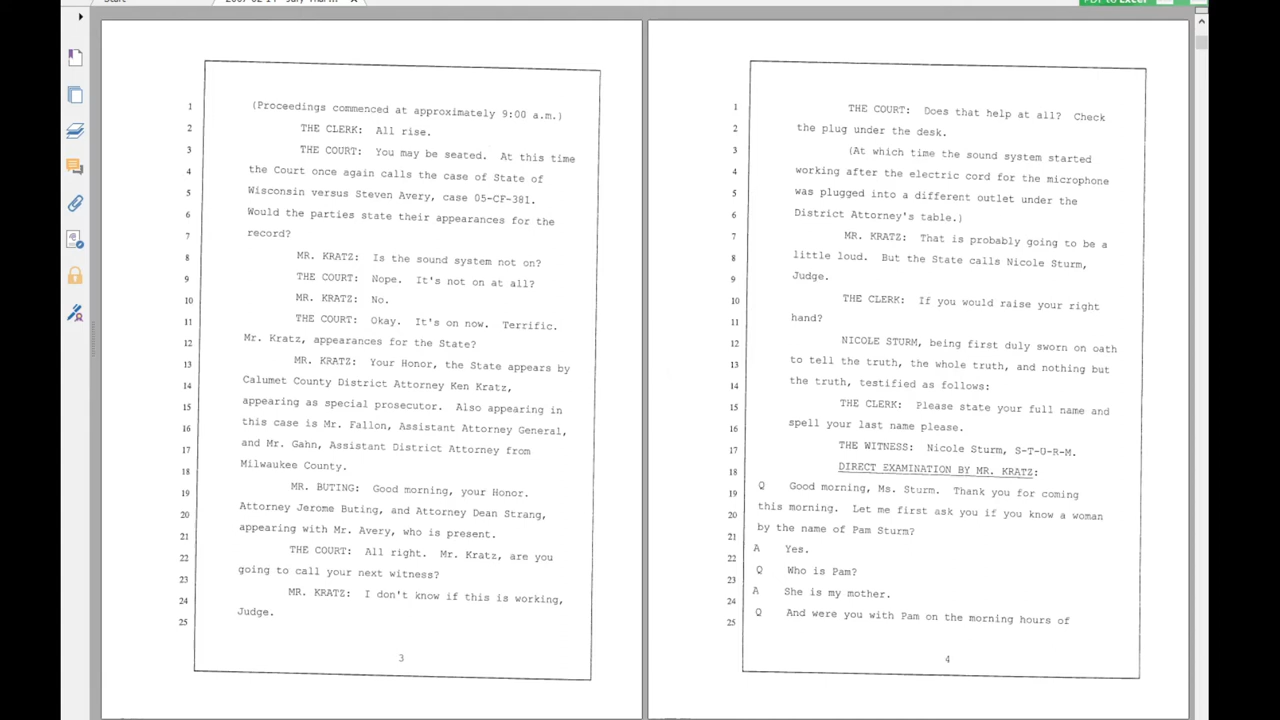 Start
PDF to Excel
1 (Proceedings commenced at approximately 9:00 a.m.)
2 THE CLERK: All rise.
3 THE COURT: You may be seated. At this time
4 the Court once again calls the case of State of
5 Wisconsin versus Steven Avery, case 05-CF-381.
6 Would the parties state their appearances for the
7 record?
8 MR. KRATZ: Is the sound system not on?
9 THE COURT: Nope. It's not on at all?
10 MR. KRATZ: No.
11 THE COURT: Okay. It's on now. Terrific.
12 Mr. Kratz, appearances for the State?
13 MR. KRATZ: Your Honor, the State appears by
14 Calumet County District Attorney Ken Kratz,
15 appearing as special prosecutor. Also appearing in
16 this case is Mr. Fallon, Assistant Attorney General,
17 and Mr. Gahn, Assistant District Attorney from
18 Milwaukee County.
19 MR. BUTING: Good morning, your Honor.
20 Attorney Jerome Buting, and Attorney Dean Strang,
21 appearing with Mr. Avery, who is present.
22 THE COURT: All right. Mr. Kratz, are you
23 going to call your next witness?
24 MR. KRATZ: I don't know if this is working,
25 Judge.
3
1 THE COURT: Does that help at all? Check
2 the plug under the desk.
3 (At which time the sound system started
4 working after the electric cord for the microphone
5 was plugged into a different outlet under the
6 District Attorney's table.)
7 MR. KRATZ: That is probably going to be a
8 little loud. But the State calls Nicole Sturm,
9 Judge.
10 THE CLERK: If you would raise your right
11 hand?
12 NICOLE STURM, being first duly sworn on oath
13 to tell the truth, the whole truth, and nothing but
14 the truth, testified as follows:
15 THE CLERK: Please state your full name and
16 spell your last name please.
17 THE WITNESS: Nicole Sturm, S-T-U-R-M.
18 DIRECT EXAMINATION BY MR. KRATZ:
19 Q Good morning, Ms. Sturm. Thank you for coming
20 this morning. Let me first ask you if you know a woman
21 by the name of Pam Sturm?
22 A Yes.
23 Q Who is Pam?
24 A She is my mother.
25 Q And were you with Pam on the morning hours of
4